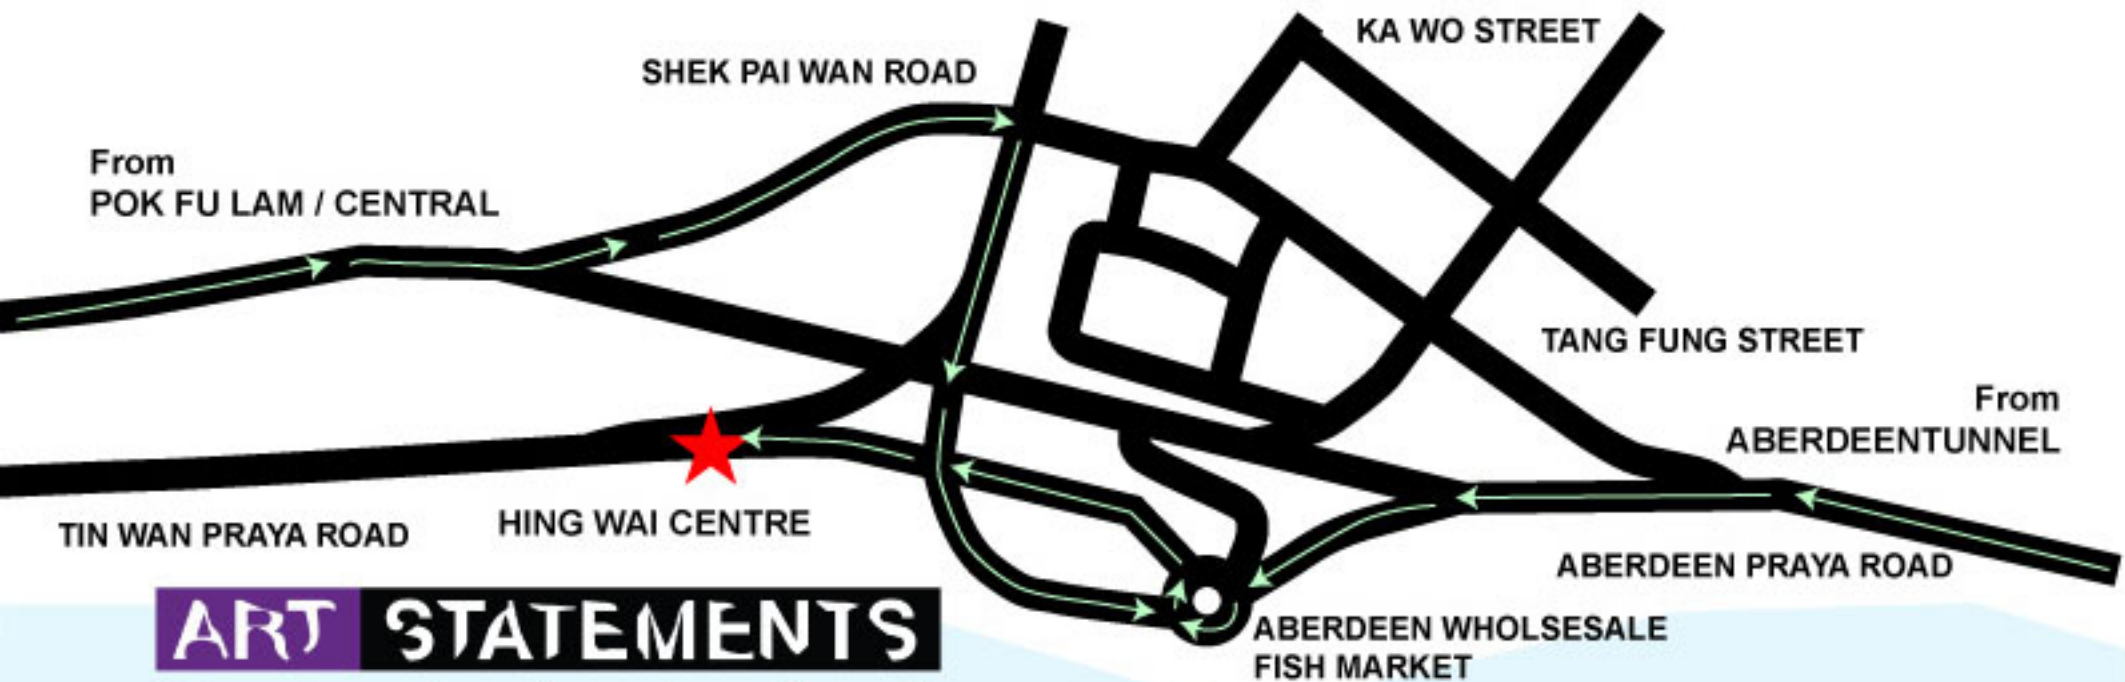 KA WO STREET
SHEK PAI WAN ROAD
From
POK FU LAM / CENTRAL
TANG FUNG STREET
From
ABERDEENTUNNEL
TIN WAN PRAYA ROAD
HING WAI CENTRE
ABERDEEN PRAYA ROAD
ART STATEMENTS
ABERDEEN WHOLSESALE
FISH MARKET